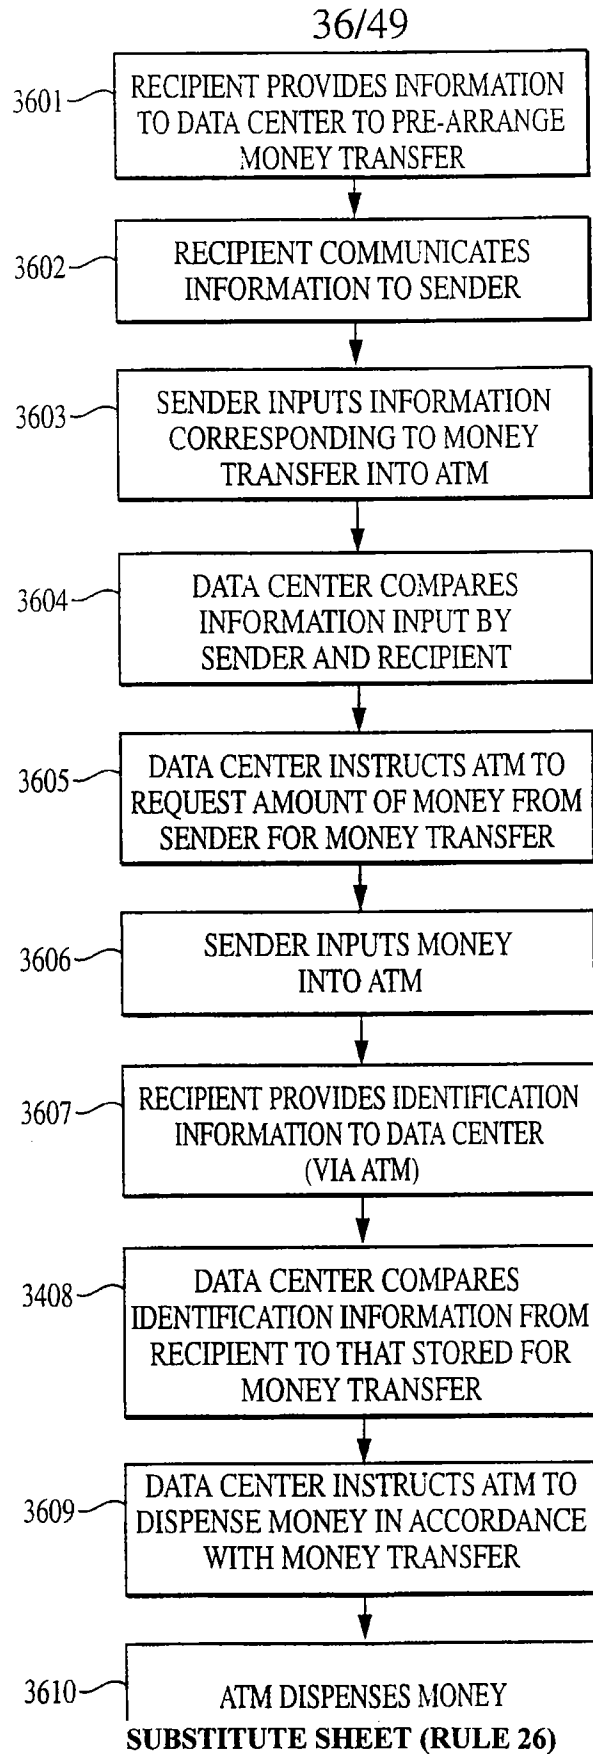 36/49
3601
RECIPIENT PROVIDES INFORMATION
TO DATA CENTER TO PRE-ARRANGE
MONEY TRANSFER
3602
RECIPIENT COMMUNICATES
INFORMATION TO SENDER
3603
SENDER INPUTS INFORMATION
CORRESPONDING TO MONEY
TRANSFER INTO ATM
3604
DATA CENTER COMPARES
INFORMATION INPUT BY
SENDER AND RECIPIENT
3605
DATA CENTER INSTRUCTS ATM TO
REQUEST AMOUNT OF MONEY FROM
SENDER FOR MONEY TRANSFER
3606
SENDER INPUTS MONEY
INTO ATM
3607
RECIPIENT PROVIDES IDENTIFICATION
INFORMATION TO DATA CENTER
(VIA ATM)
3408
DATA CENTER COMPARES
IDENTIFICATION INFORMATION FROM
RECIPIENT TO THAT STORED FOR
MONEY TRANSFER
3609
DATA CENTER INSTRUCTS ATM TO
DISPENSE MONEY IN ACCORDANCE
WITH MONEY TRANSFER
3610
ATM DISPENSES MONEY
SUBSTITUTE SHEET (RULE 26)